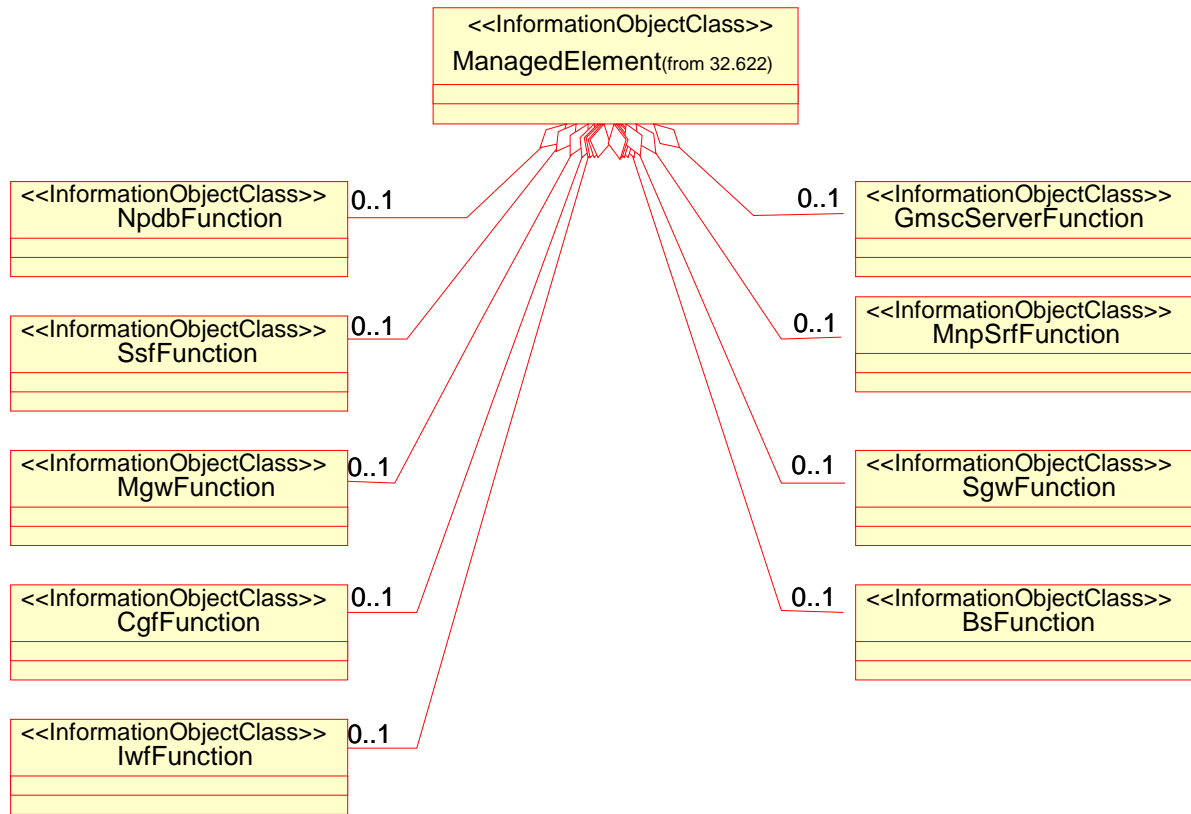 <<InformationObjectClass>>
ManagedElement(from 32.622)
<<InformationObjectClass>>
NpdbFunction
0..1
0..1
<<InformationObjectClass>>
GmscServerFunction
<<InformationObjectClass>>
SsfFunction
0..1
0..1
<<InformationObjectClass>>
MnpSrfFunction
<<InformationObjectClass>>
MgwFunction
0..1
0..1
<<InformationObjectClass>>
SgwFunction
<<InformationObjectClass>>
CgfFunction
0..1
0..1
<<InformationObjectClass>>
BsFunction
<<InformationObjectClass>>
IwfFunction
0..1